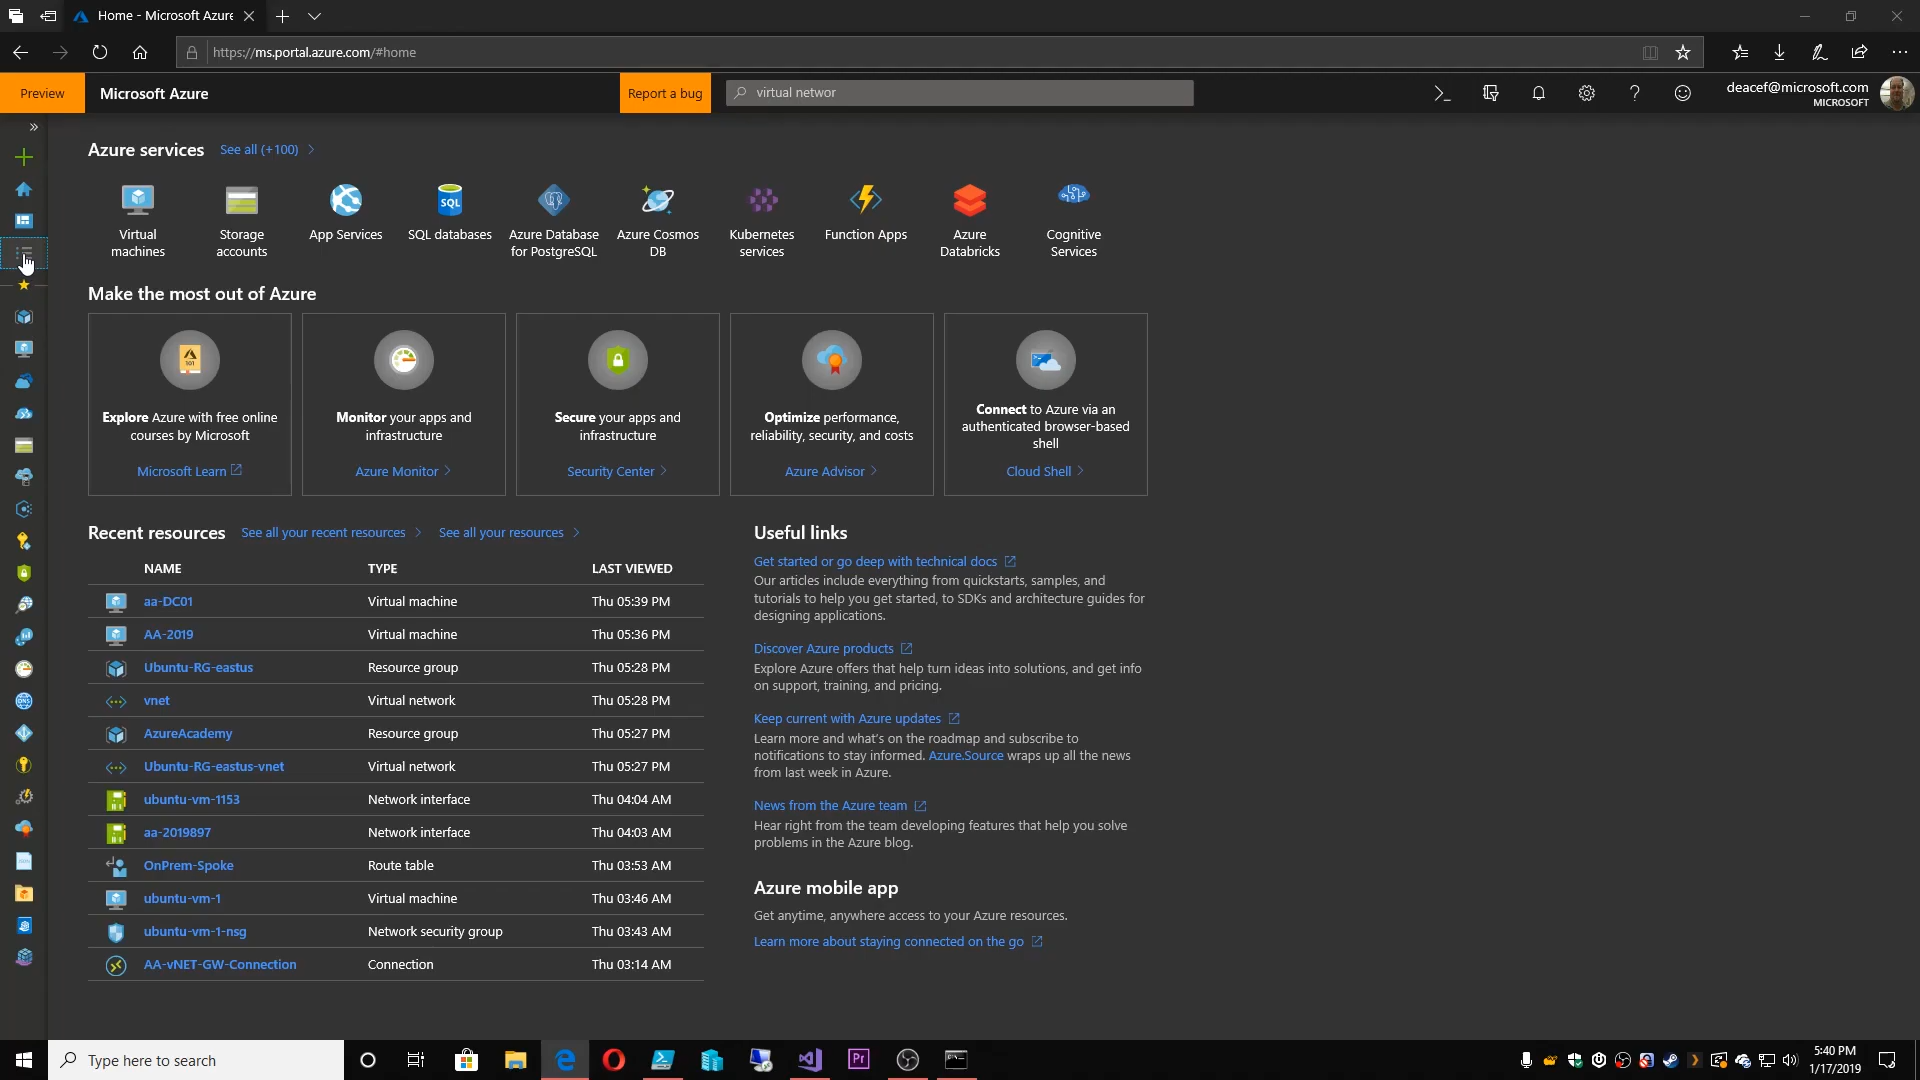 Home - Microsoft Azure
https://ms.portal.azure.com/#home
Preview
Microsoft Azure
Report a bug
virtual networ
deacef@microsoft.com
MICROSOFT
Azure services
See all (+100)
Virtual machines
Storage accounts
App Services
SQL
SQL databases
Azure Database for PostgreSQL
Azure Cosmos DB
Kubernetes services
Function Apps
Azure Databricks
Cognitive Services
Make the most out of Azure
101
Explore Azure with free online
courses by Microsoft
Microsoft Learn
Monitor your apps and
infrastructure
Azure Monitor
Secure your apps and
infrastructure
Security Center
Optimize performance,
reliability, security, and costs
Azure Advisor
Connect to Azure via an
authenticated browser-based
shell
Cloud Shell
Recent resources
See all your recent resources
See all your resources
NAME TYPE LAST VIEWED
aa-DC01 Virtual machine Thu 05:39 PM
AA-2019 Virtual machine Thu 05:36 PM
Ubuntu-RG-eastus Resource group Thu 05:28 PM
vnet Virtual network Thu 05:28 PM
AzureAcademy Resource group Thu 05:27 PM
Ubuntu-RG-eastus-vnet Virtual network Thu 05:27 PM
ubuntu-vm-1153 Network interface Thu 04:04 AM
aa-2019897 Network interface Thu 04:03 AM
OnPrem-Spoke Route table Thu 03:53 AM
ubuntu-vm-1 Virtual machine Thu 03:46 AM
ubuntu-vm-1-nsg Network security group Thu 03:43 AM
AA-vNET-GW-Connection Connection Thu 03:14 AM
Useful links
Get started or go deep with technical docs
Our articles include everything from quickstarts, samples, and
tutorials to help you get started, to SDKs and architecture guides for
designing applications.
Discover Azure products
Explore Azure offers that help turn ideas into solutions, and get info
on support, training, and pricing.
Keep current with Azure updates
Learn more and what's on the roadmap and subscribe to
notifications to stay informed. Azure.Source wraps up all the news
from last week in Azure.
News from the Azure team
Hear right from the team developing features that help you solve
problems in the Azure blog.
Azure mobile app
Get anytime, anywhere access to your Azure resources.
Learn more about staying connected on the go
DNS
Type here to search
Pr
5:40 PM
1/17/2019